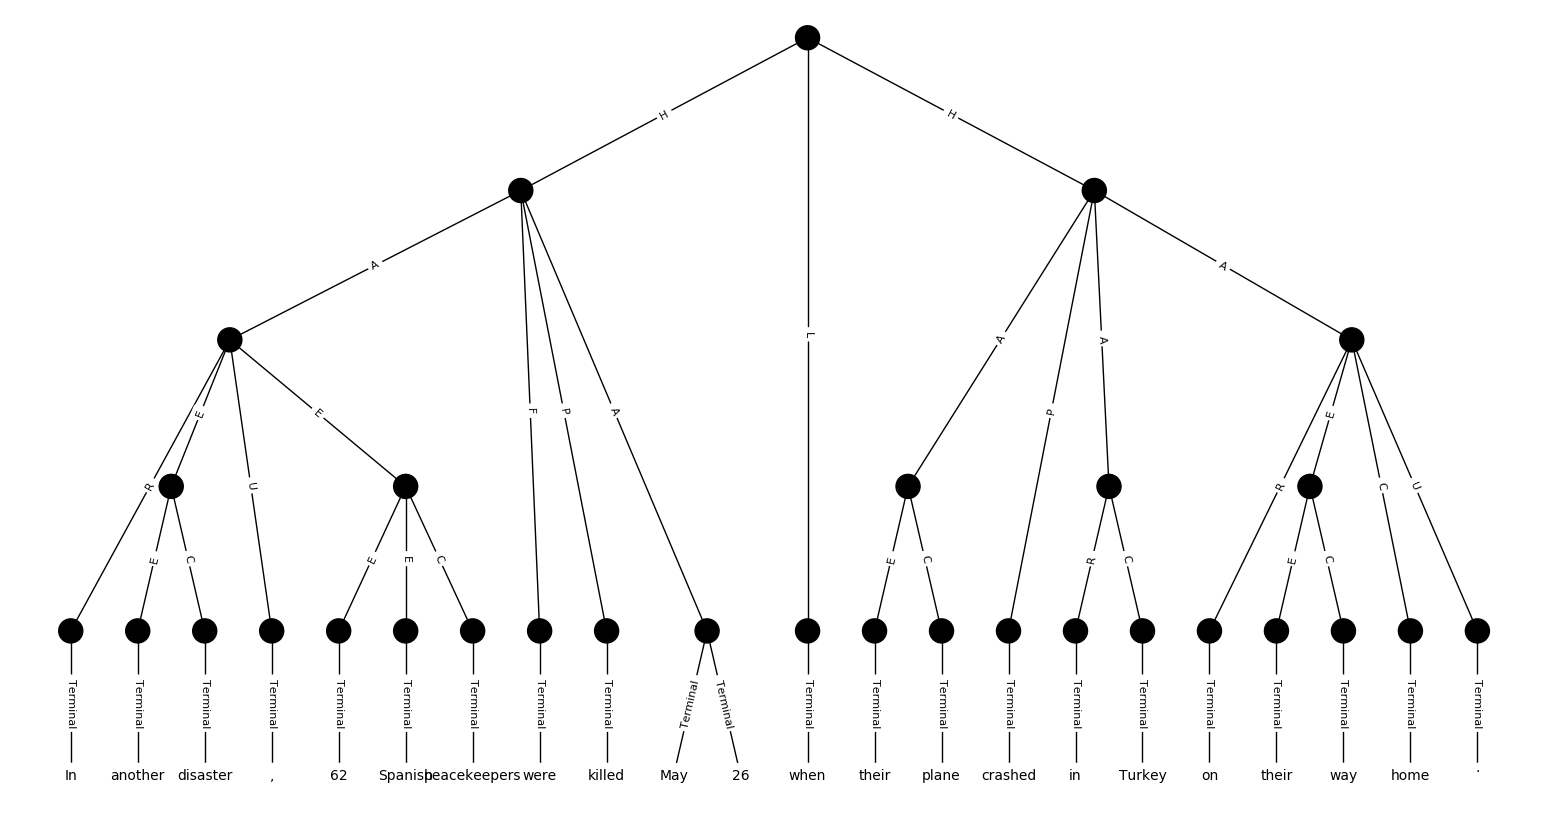 H H
A A
L
A
A
E E F P A P A R E C U
R U
E C E E C E C R C E C
Terminal Terminal Terminal Terminal Terminal Terminal Terminal Terminal Terminal Terminal Terminal Terminal Terminal Terminal Terminal Terminal Terminal Terminal Terminal Terminal Terminal Terminal
In another disaster , 62 Spanish peacekeepers were killed May 26 when their plane crashed in Turkey on their way home .